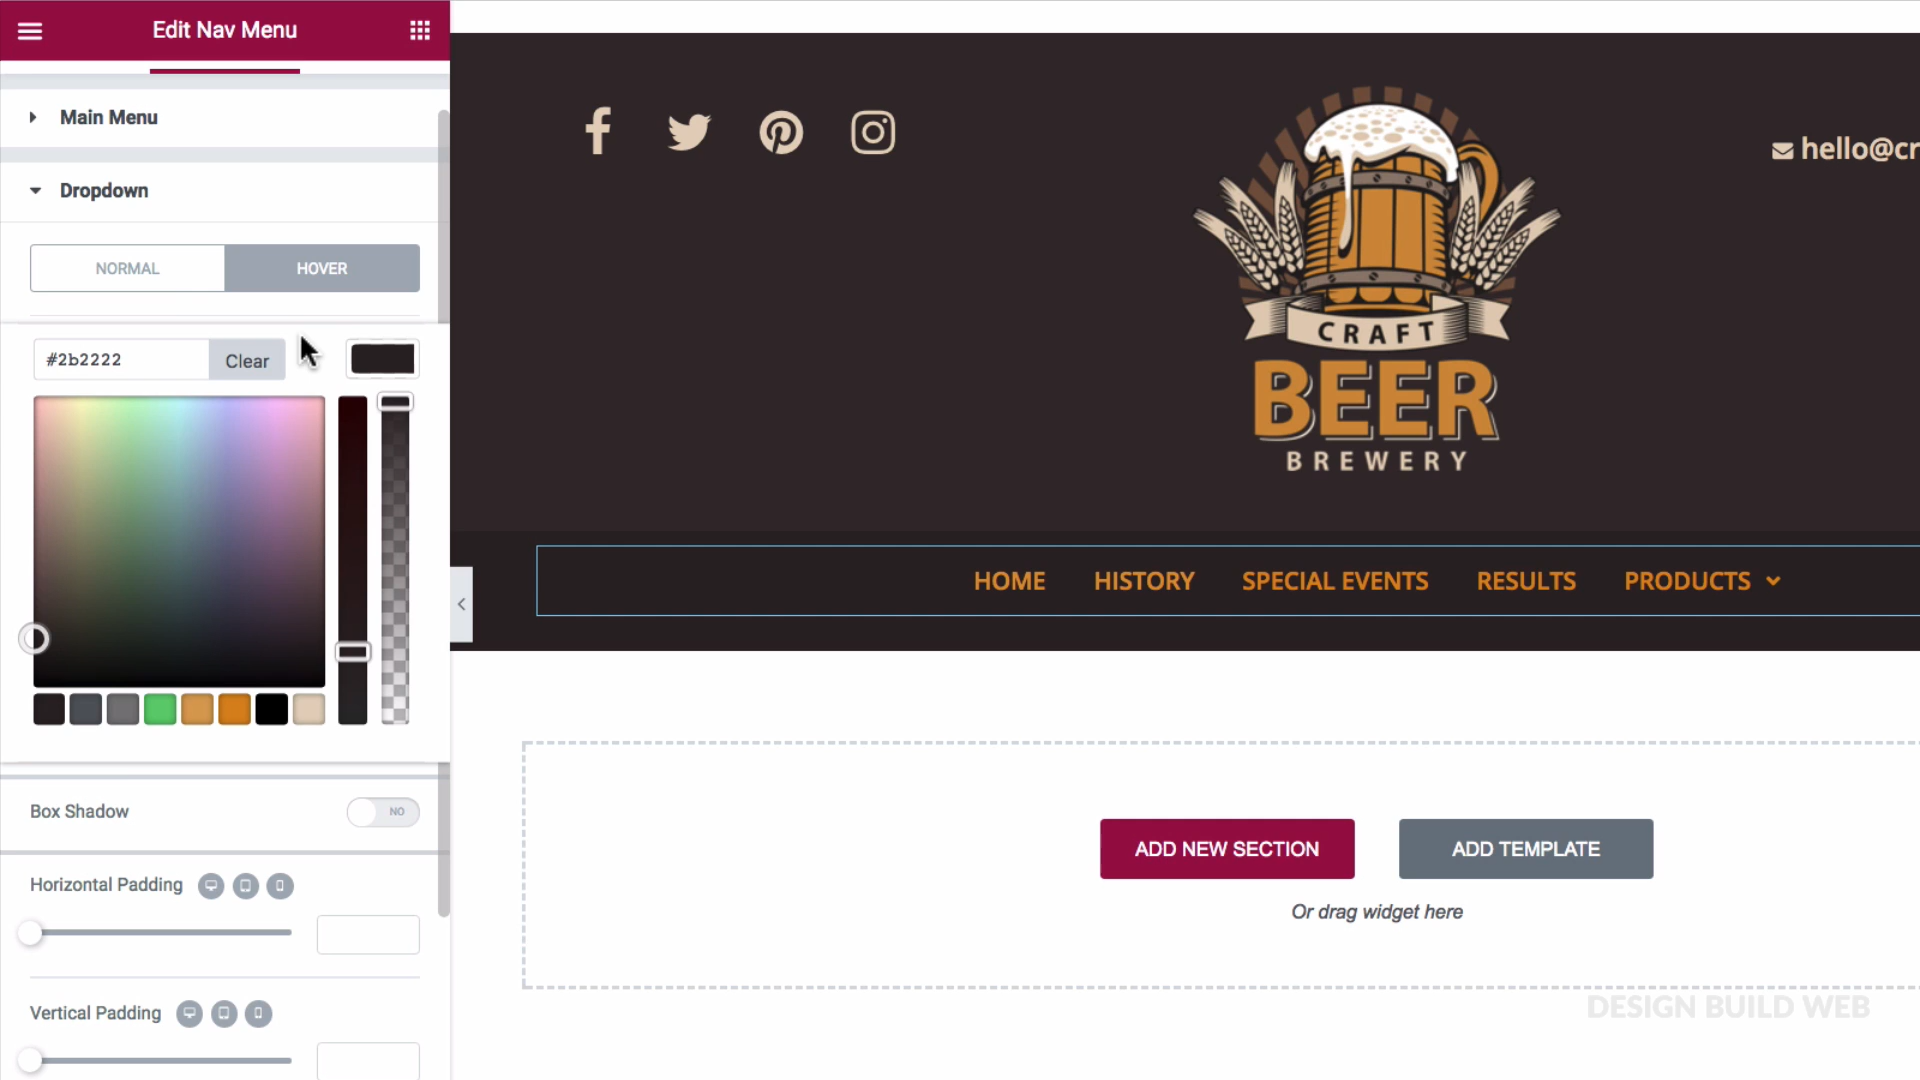 Edit Nav Menu
Main Menu
Dropdown
NORMAL
HOVER
#2b2222
Clear
Box Shadow
NO
Horizontal Padding
Vertical Padding
hello@cr
CRAFT
BEER
BREWERY
HOME
HISTORY
SPECIAL EVENTS
RESULTS
PRODUCTS
ADD NEW SECTION
ADD TEMPLATE
Or drag widget here
DESIGN BUILD WEB